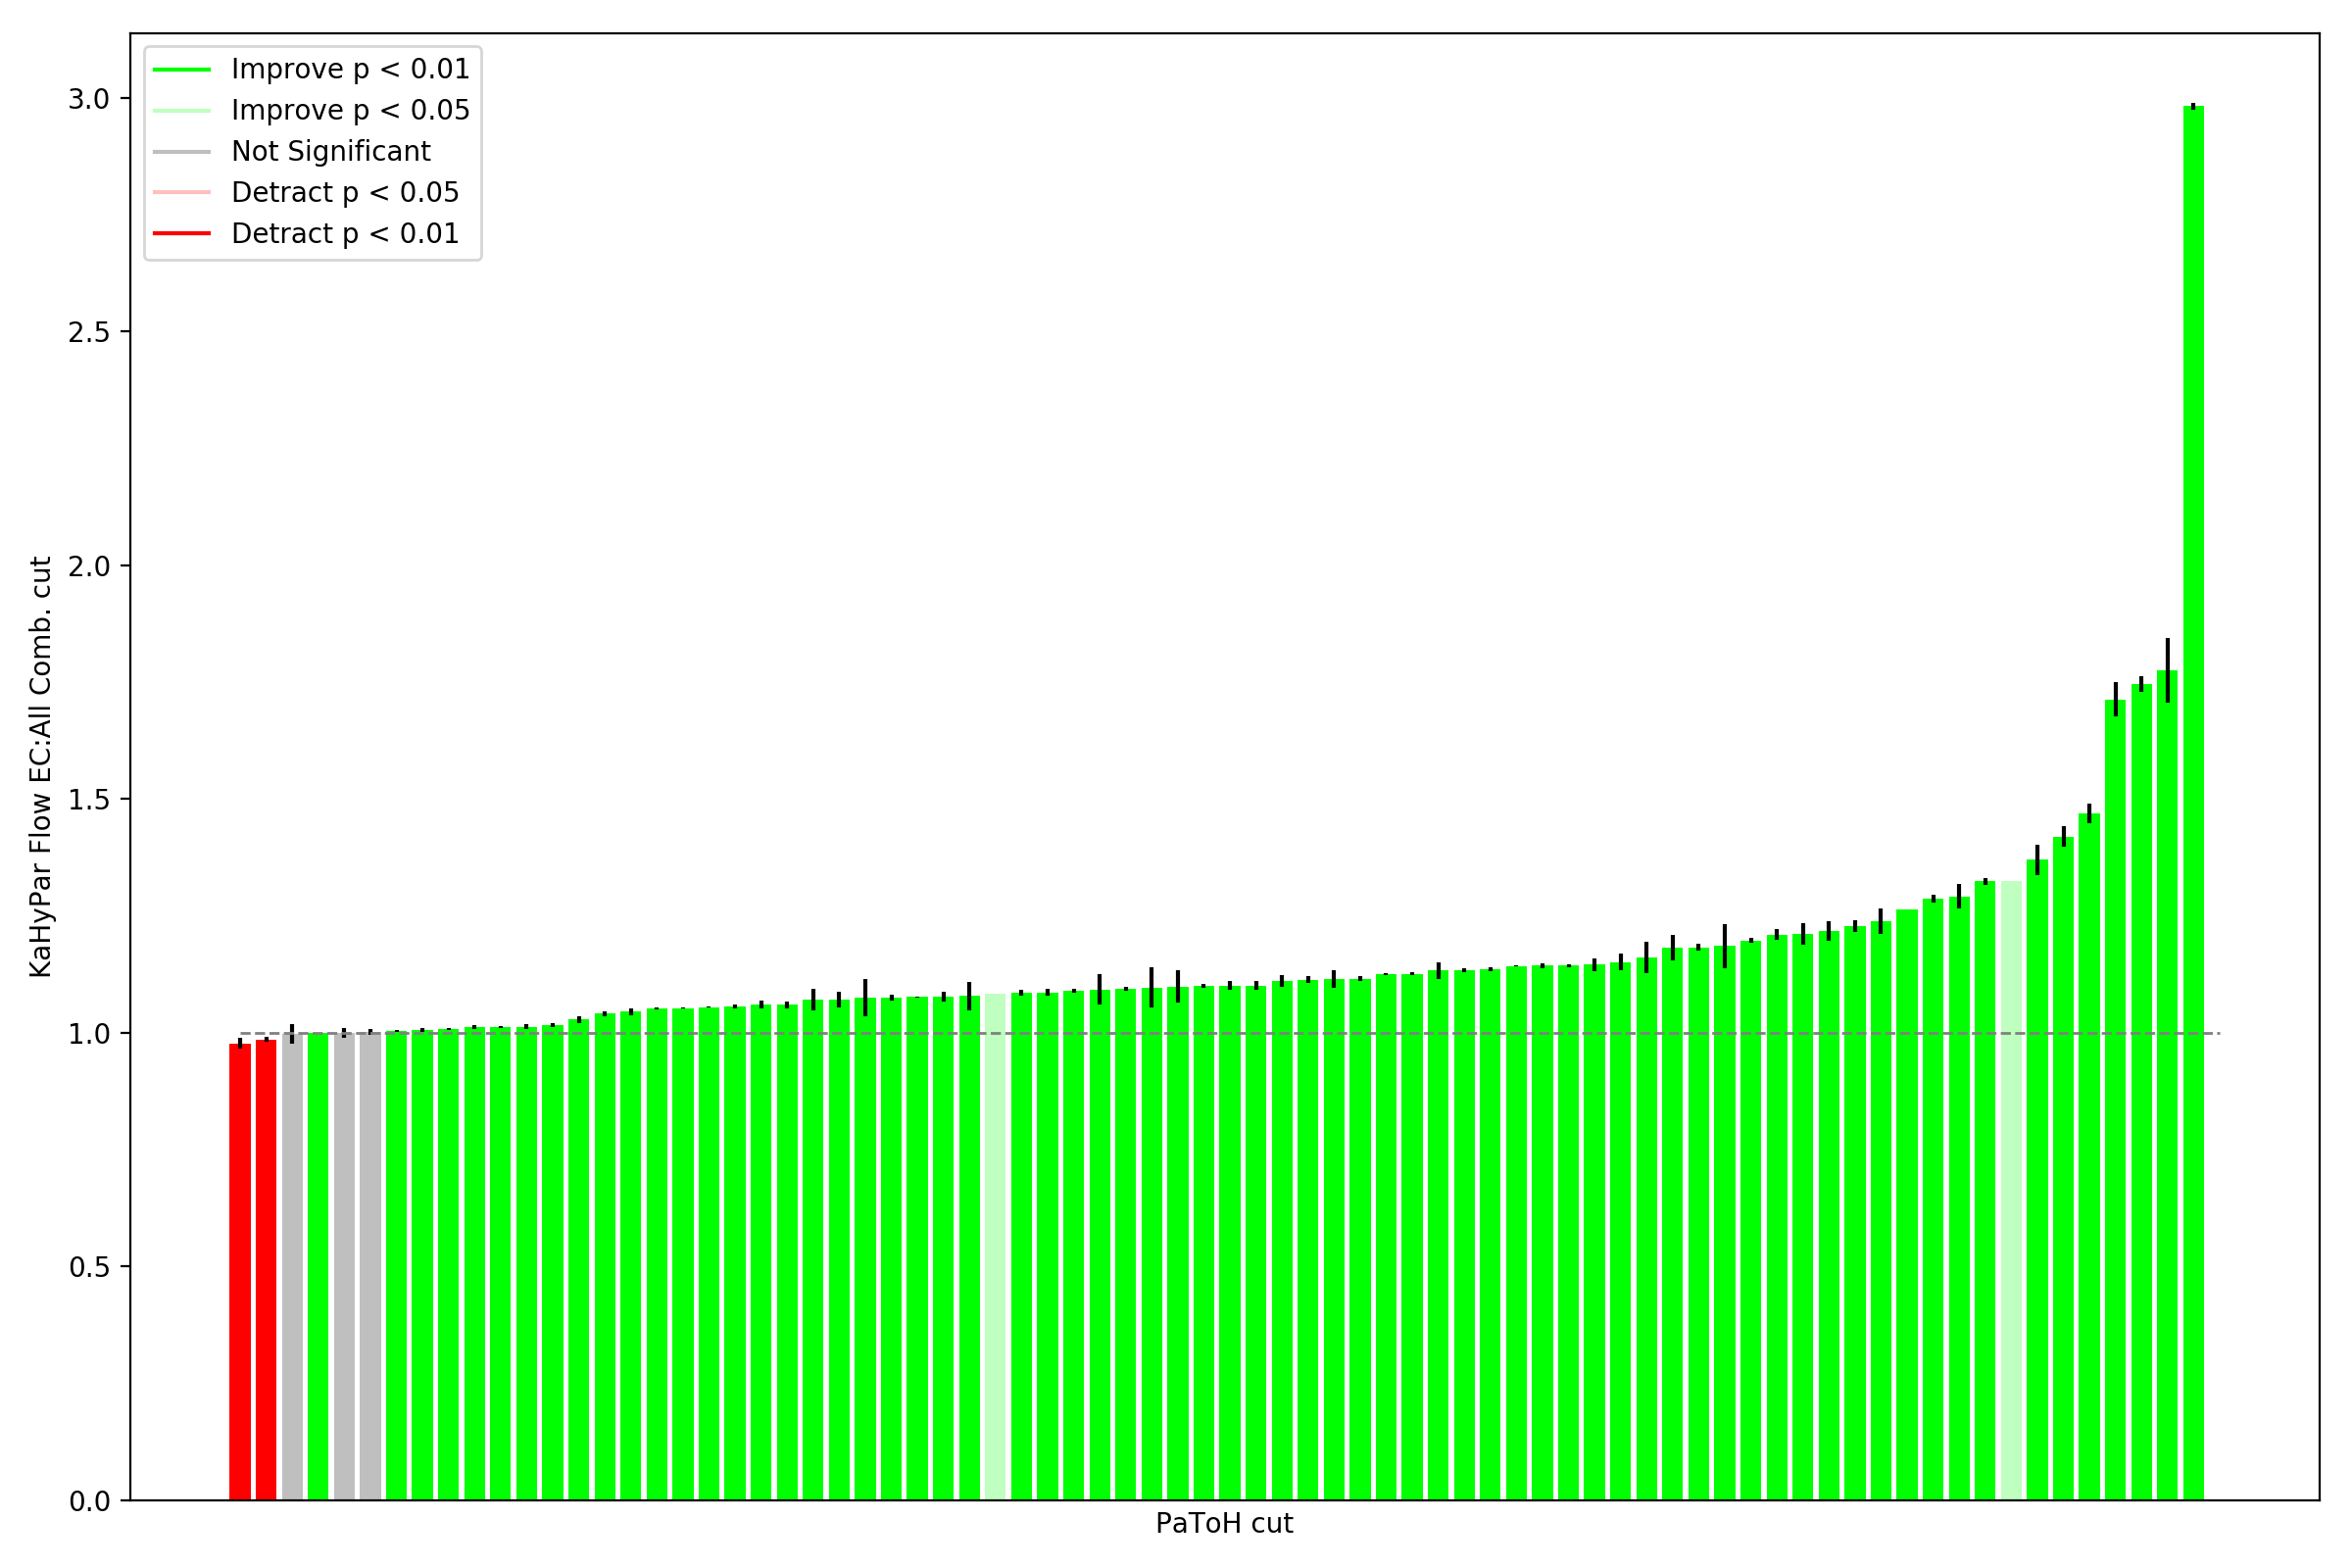 Improve p < 0.01
Improve p < 0.05
Not Significant
Detract p < 0.05
Detract p < 0.01
3.0
2.5
2.0
1.5
1.0
0.5
0.0
KaHyPar Flow EC:All Comb. cut
PaToH cut